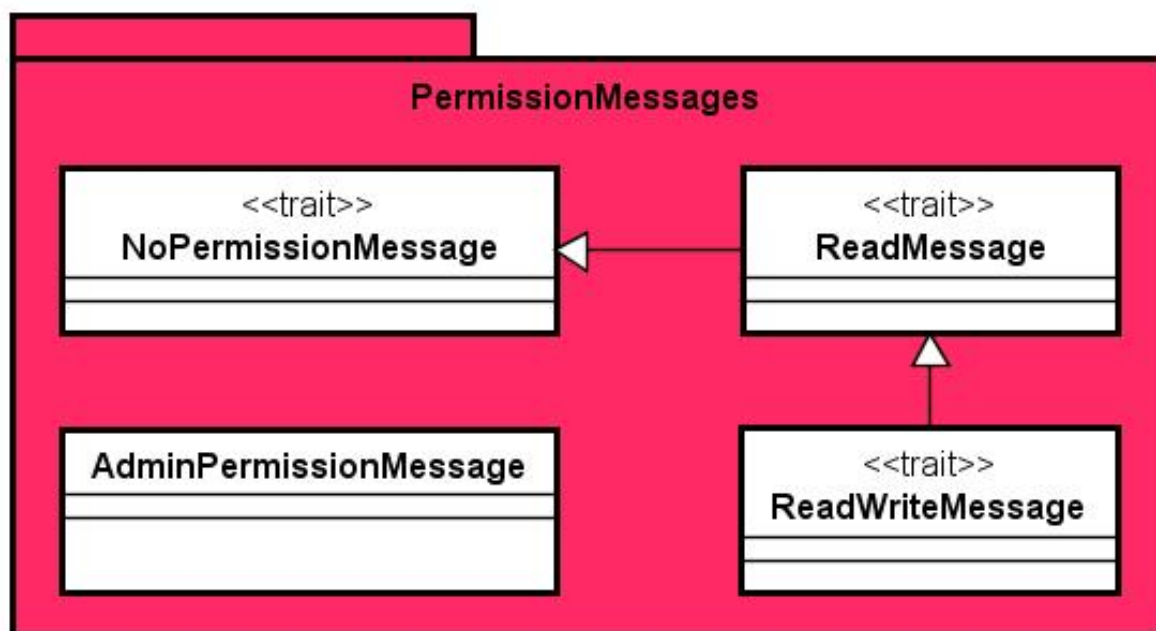 PermissionMessages
<<trait>>
NoPermissionMessage
<<trait>>
ReadMessage
AdminPermissionMessage
<<trait>>
ReadWriteMessage